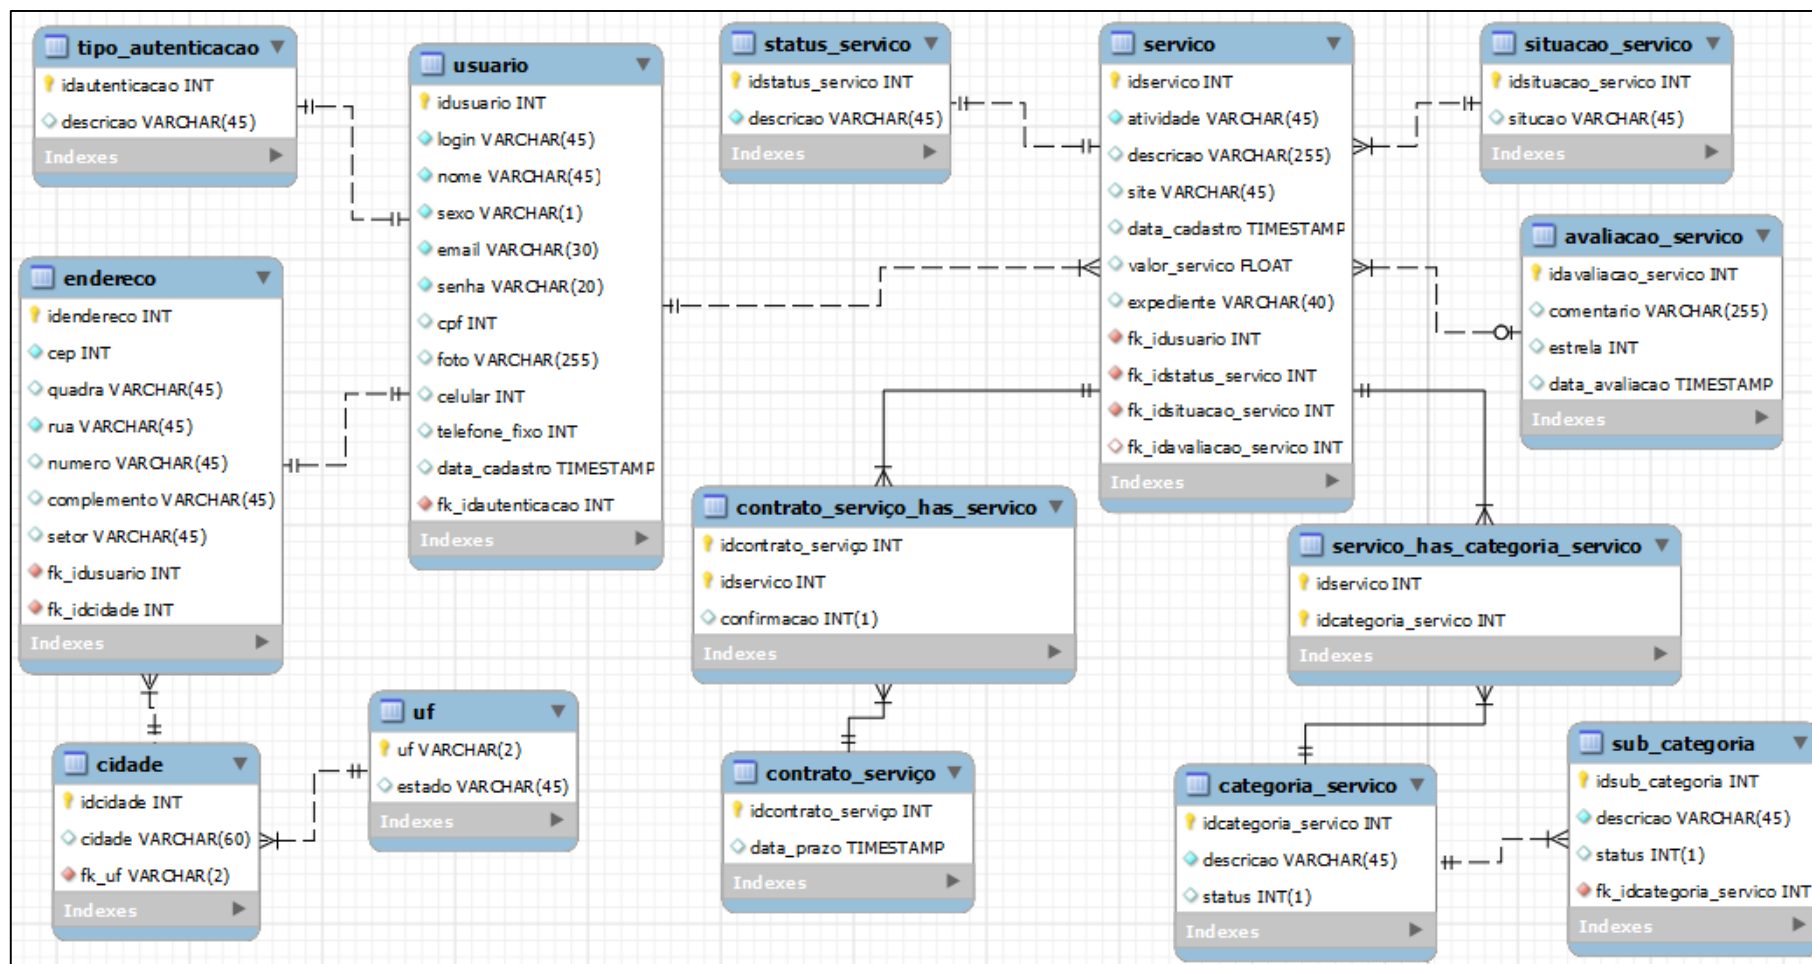 tipo_autenticacao
idautenticacao INT
descricao VARCHAR(45)
Indexes
usuario
idusuario INT
login VARCHAR(45)
nome VARCHAR(45)
sexo VARCHAR(1)
email VARCHAR(30)
senha VARCHAR(20)
cpf INT
foto VARCHAR(255)
celular INT
telefone_fixo INT
data_cadastro TIMESTAMP
fk_idautenticacao INT
Indexes
status_servico
idstatus_servico INT
descricao VARCHAR(45)
Indexes
servico
idservico INT
atividade VARCHAR(45)
descricao VARCHAR(255)
site VARCHAR(45)
data_cadastro TIMESTAMP
valor_servico FLOAT
expediente VARCHAR(40)
fk_idusuario INT
fk_idstatus_servico INT
fk_idsituacao_servico INT
fk_idavaliacao_servico INT
Indexes
situacao_servico
idsituacao_servico INT
situcao VARCHAR(45)
Indexes
avaliacao_servico
idavaliacao_servico INT
comentario VARCHAR(255)
estrela INT
data_avaliacao TIMESTAMP
Indexes
endereco
idendereco INT
cep INT
quadra VARCHAR(45)
rua VARCHAR(45)
numero VARCHAR(45)
complemento VARCHAR(45)
setor VARCHAR(45)
fk_idusuario INT
fk_idcidade INT
Indexes
contrato_serviço_has_servico
idcontrato_serviço INT
idservico INT
confirmacao INT(1)
Indexes
servico_has_categoria_servico
idservico INT
idcategoria_servico INT
Indexes
cidade
idcidade INT
cidade VARCHAR(60)
fk_uf VARCHAR(2)
Indexes
uf
uf VARCHAR(2)
estado VARCHAR(45)
Indexes
contrato_serviço
idcontrato_serviço INT
data_prazo TIMESTAMP
Indexes
categoria_servico
idcategoria_servico INT
descricao VARCHAR(45)
status INT(1)
Indexes
sub_categoria
idsub_categoria INT
descricao VARCHAR(45)
status INT(1)
fk_idcategoria_servico INT
Indexes